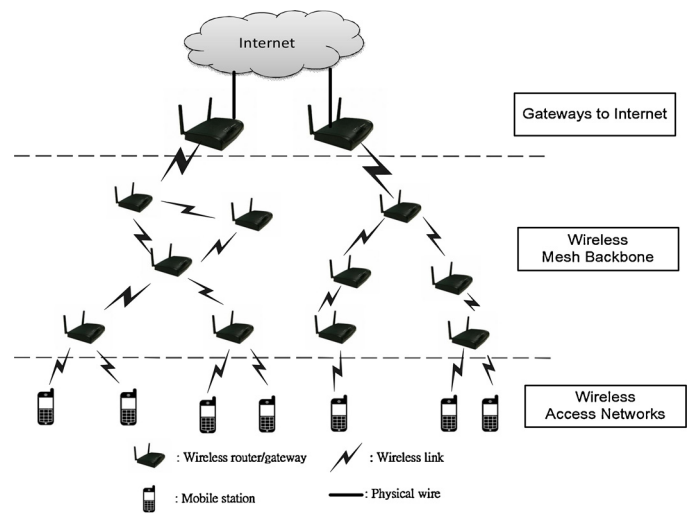 Internet
Gateways to Internet
Wireless
Mesh Backbone
Wireless
Access Networks
: Wireless router/gateway
: Wireless link
: Mobile station
: Physical wire